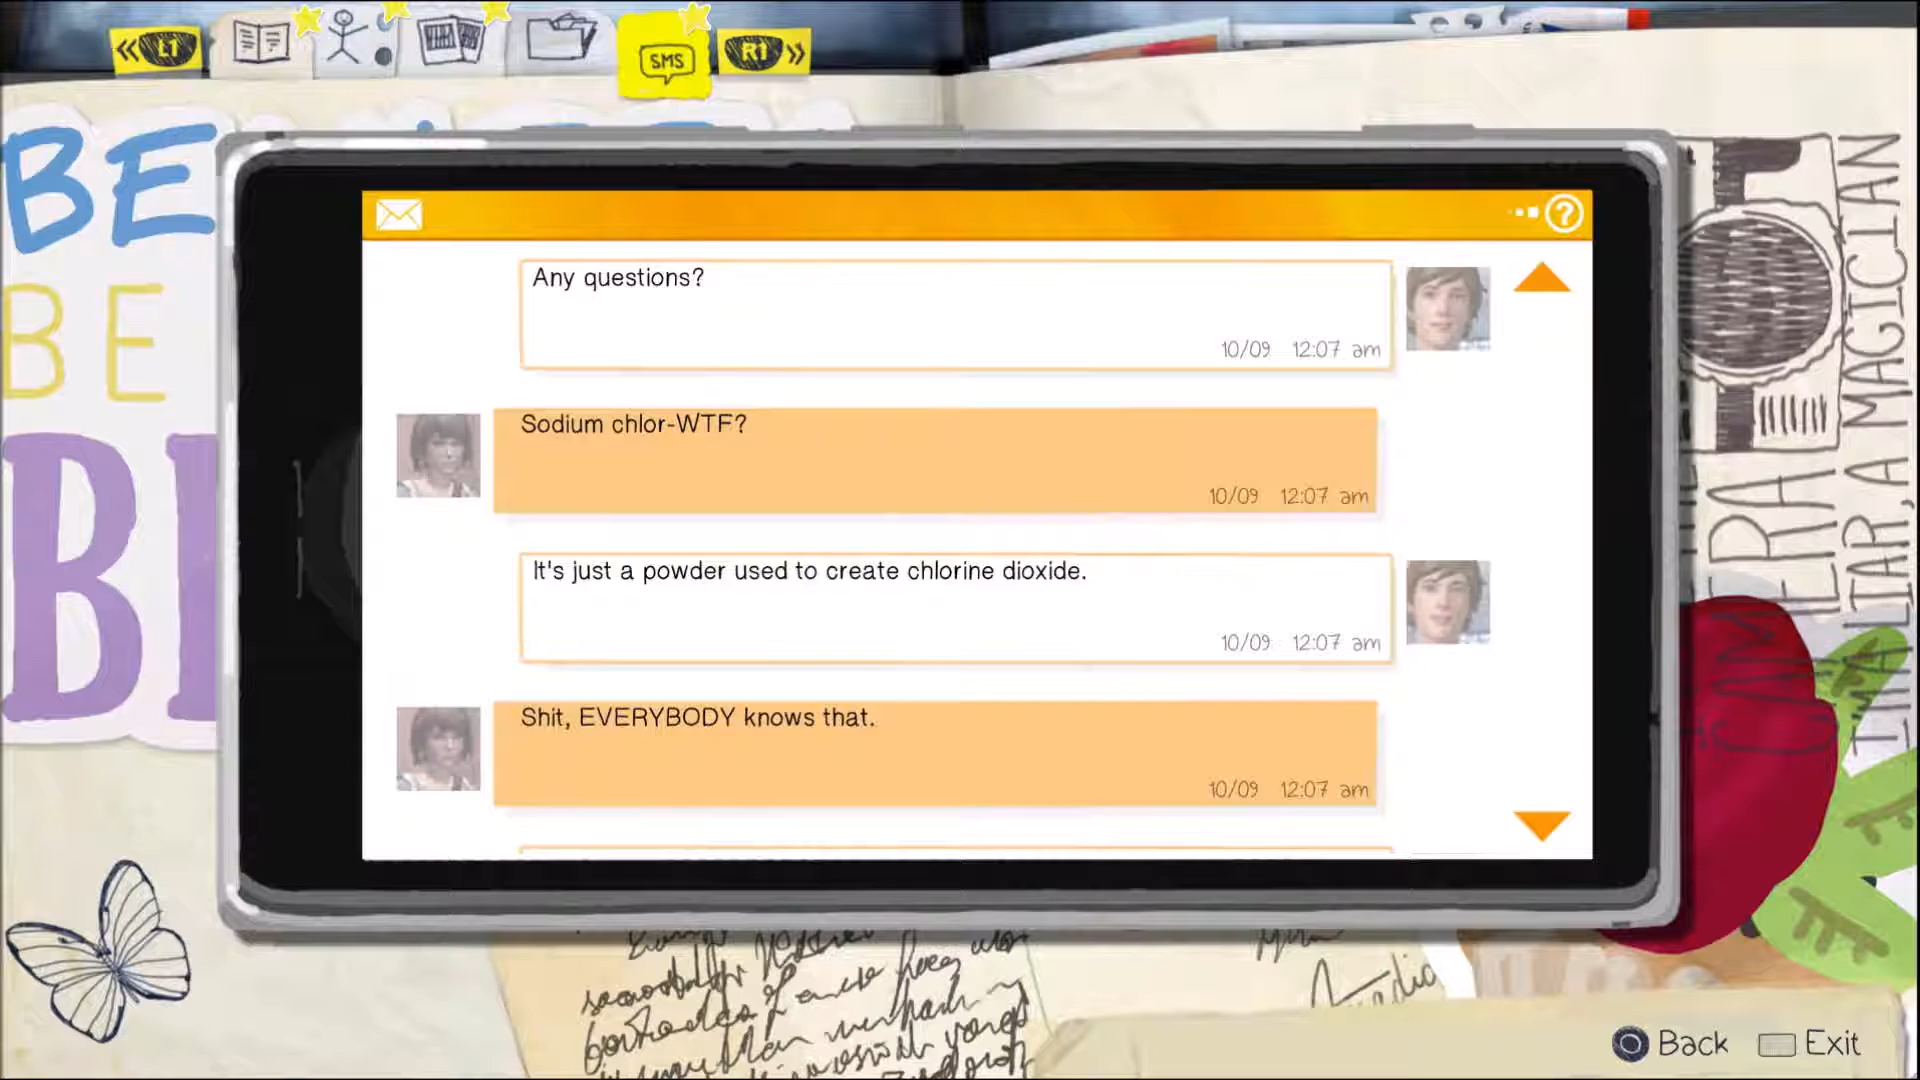 L1
SMS
R1
BE
BE
Any questions?
10/09 12:07 am
Sodium chlor-WTF?
10/09 12:07 am
It's just a powder used to create chlorine dioxide.
10/09 12:07 am
Shit, EVERYBODY knows that.
10/09 12:07 am
?
A LIAR, A MAGICIAN
Back
Exit